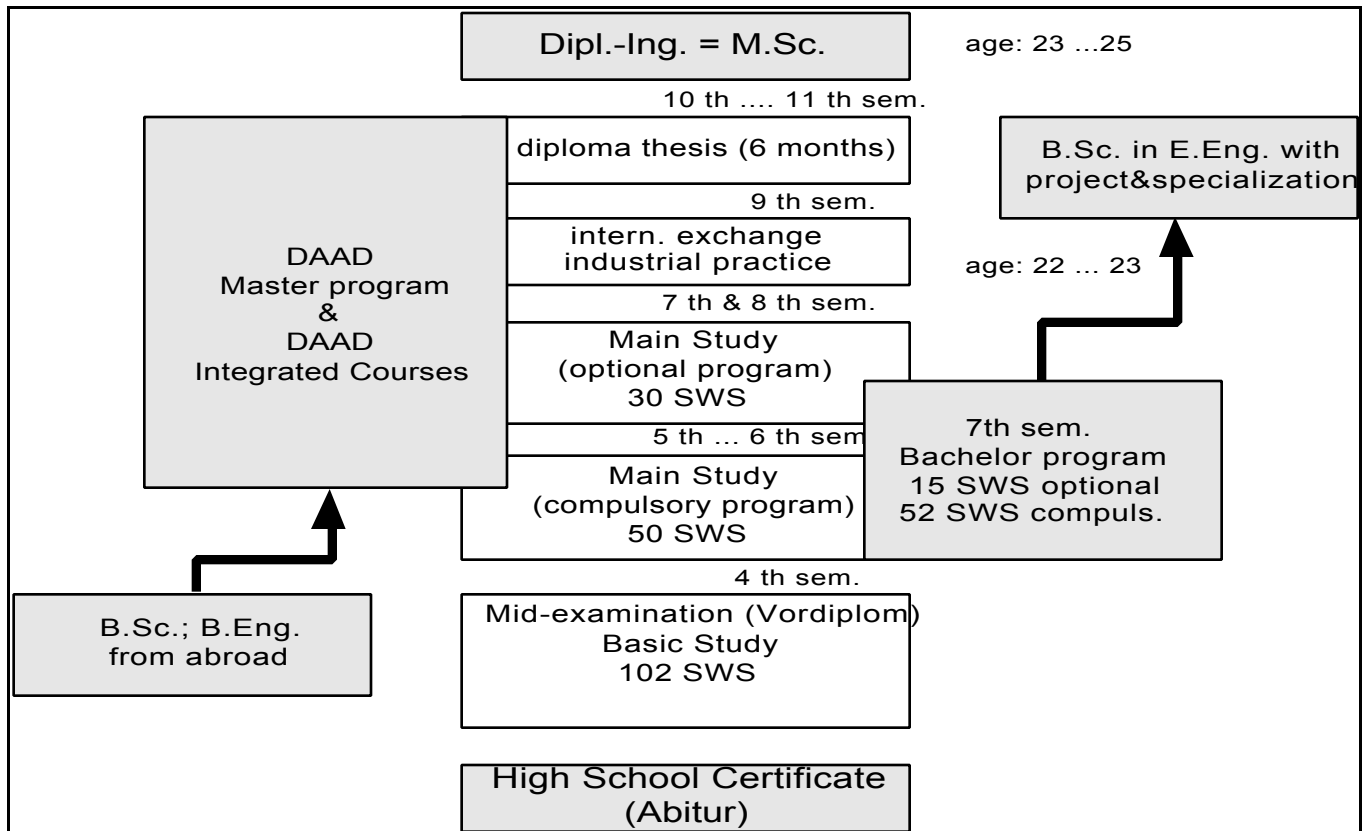 Dipl.-Ing. = M.Sc.
age: 23 ...25
10 th .... 11 th sem.
diploma thesis (6 months)
B.Sc. in E.Eng. with
project&specialization
9 th sem.
intern. exchange
industrial practice
age: 22 ... 23
DAAD
Master program
&
DAAD
Integrated Courses
7 th & 8 th sem.
Main Study
(optional program)
30 SWS
5 th ... 6 th sem
7th sem.
Bachelor program
15 SWS optional
52 SWS compuls.
Main Study
(compulsory program)
50 SWS
4 th sem.
B.Sc.; B.Eng.
from abroad
Mid-examination (Vordiplom)
Basic Study
102 SWS
High School Certificate
(Abitur)